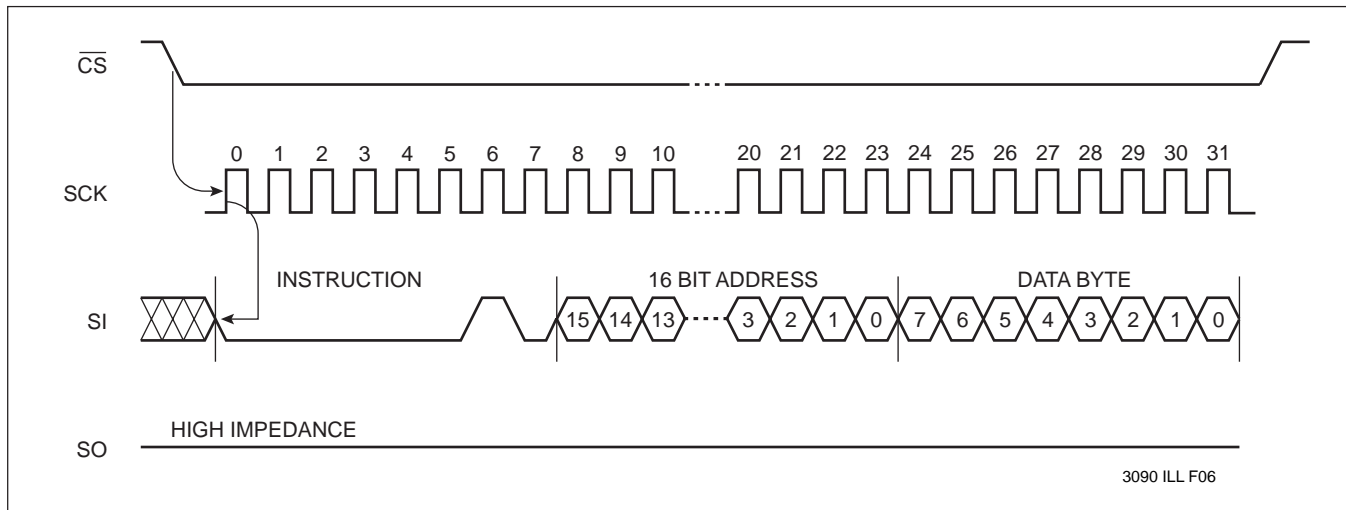 CS
0 1 2 3 4 5 6 7 8 9 10 20 21 22 23 24 25 26 27 28 29 30 31
SCK
INSTRUCTION 16 BIT ADDRESS DATA BYTE
SI 15 14 13 3 2 1 0 7 6 5 4 3 2 1 0
HIGH IMPEDANCE
SO
3090 ILL F06